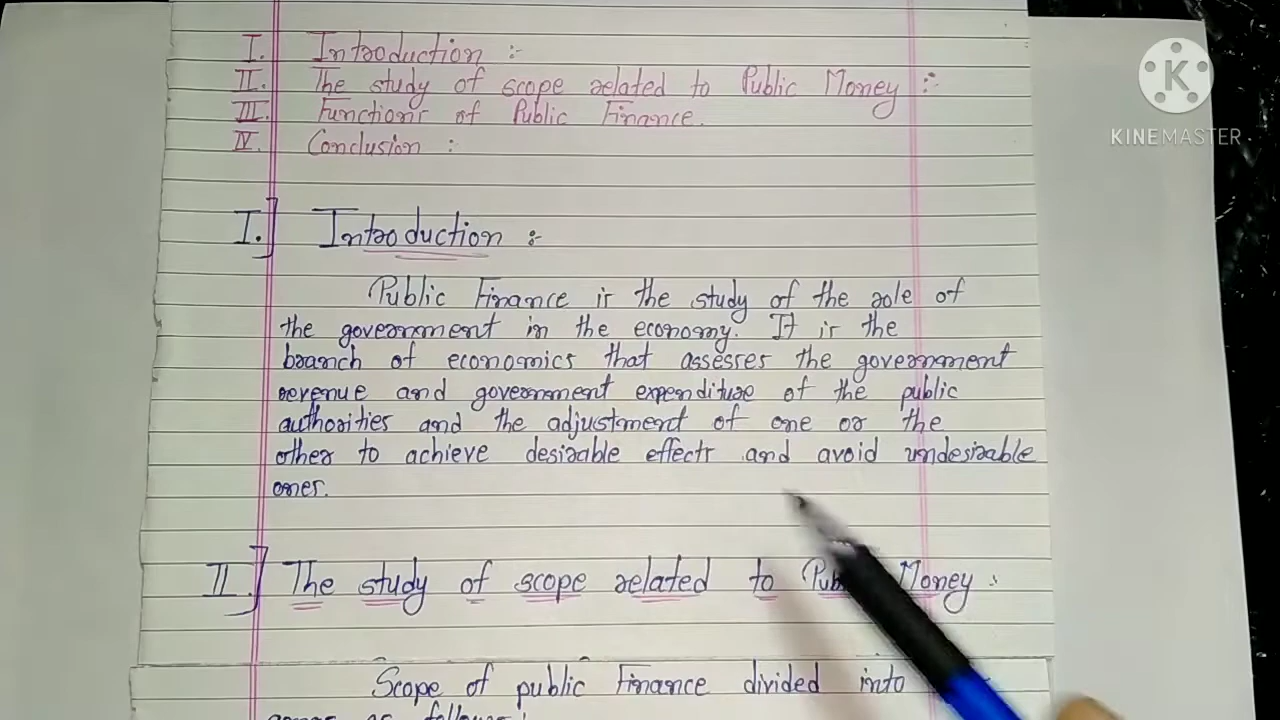 I. Introduction :-
II. The study of scope related to Public Money :-
III. Functions of Public Finance.
IV. Conclusion :
K
KINEMASTER
I.] Introduction :-
Public Finance is the study of the role of
the government in the economy. It is the
branch of economics that assesses the government
revenue and government expenditure of the public
authorities and the adjustment of one or the
other to achieve desirable effects and avoid undesirable
ones.
II.] The study of scope related to Public Money :
Scope of public Finance divided into
as follows: